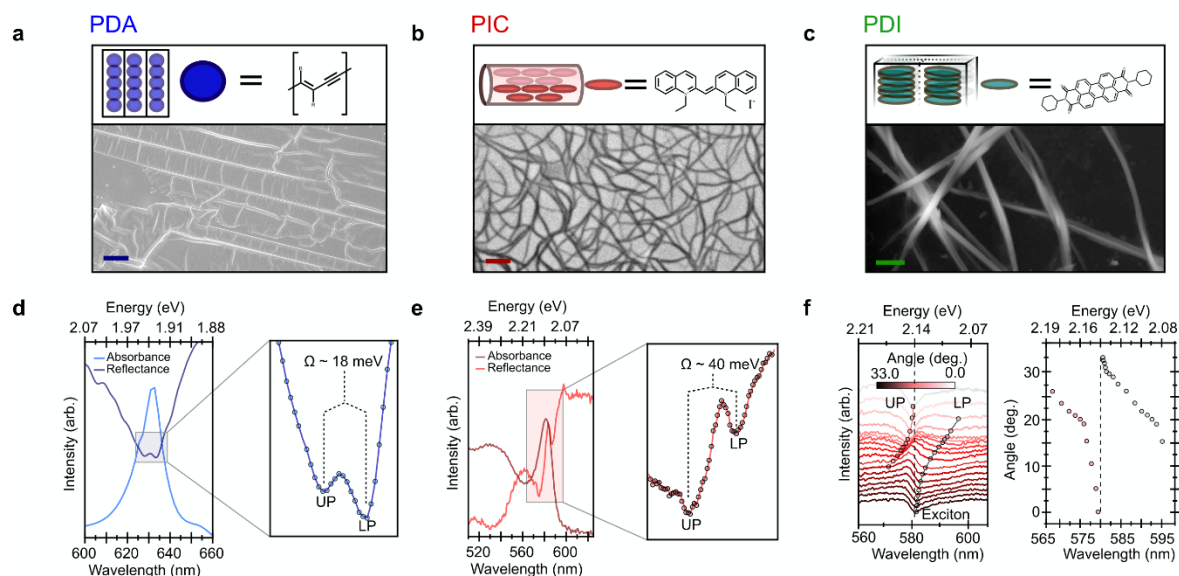 PDA
PIC
PDI
a
b
c
=
R
R
n
=
N
N
I-
=
N
N
O
O
O
O
d
Energy (eV)
2.07 1.97 1.91 1.88
Absorbance
Reflectance
Intensity (arb.)
600 620 640 660
Wavelength (nm)
Ω ~ 18 meV
UP
LP
e
Energy (eV)
2.39 2.21 2.07
Absorbance
Reflectance
Intensity (arb.)
520 560 600
Wavelength (nm)
Ω ~ 40 meV
UP
LP
f
Energy (eV)
2.21 2.14 2.07
Angle (deg.)
33.0 0.0
UP
LP
Exciton
Intensity (arb.)
560 580 600
Wavelength (nm)
Energy (eV)
2.19 2.16 2.12 2.08
Angle (deg.)
30
20
10
0
565 575 585 595
Wavelength (nm)